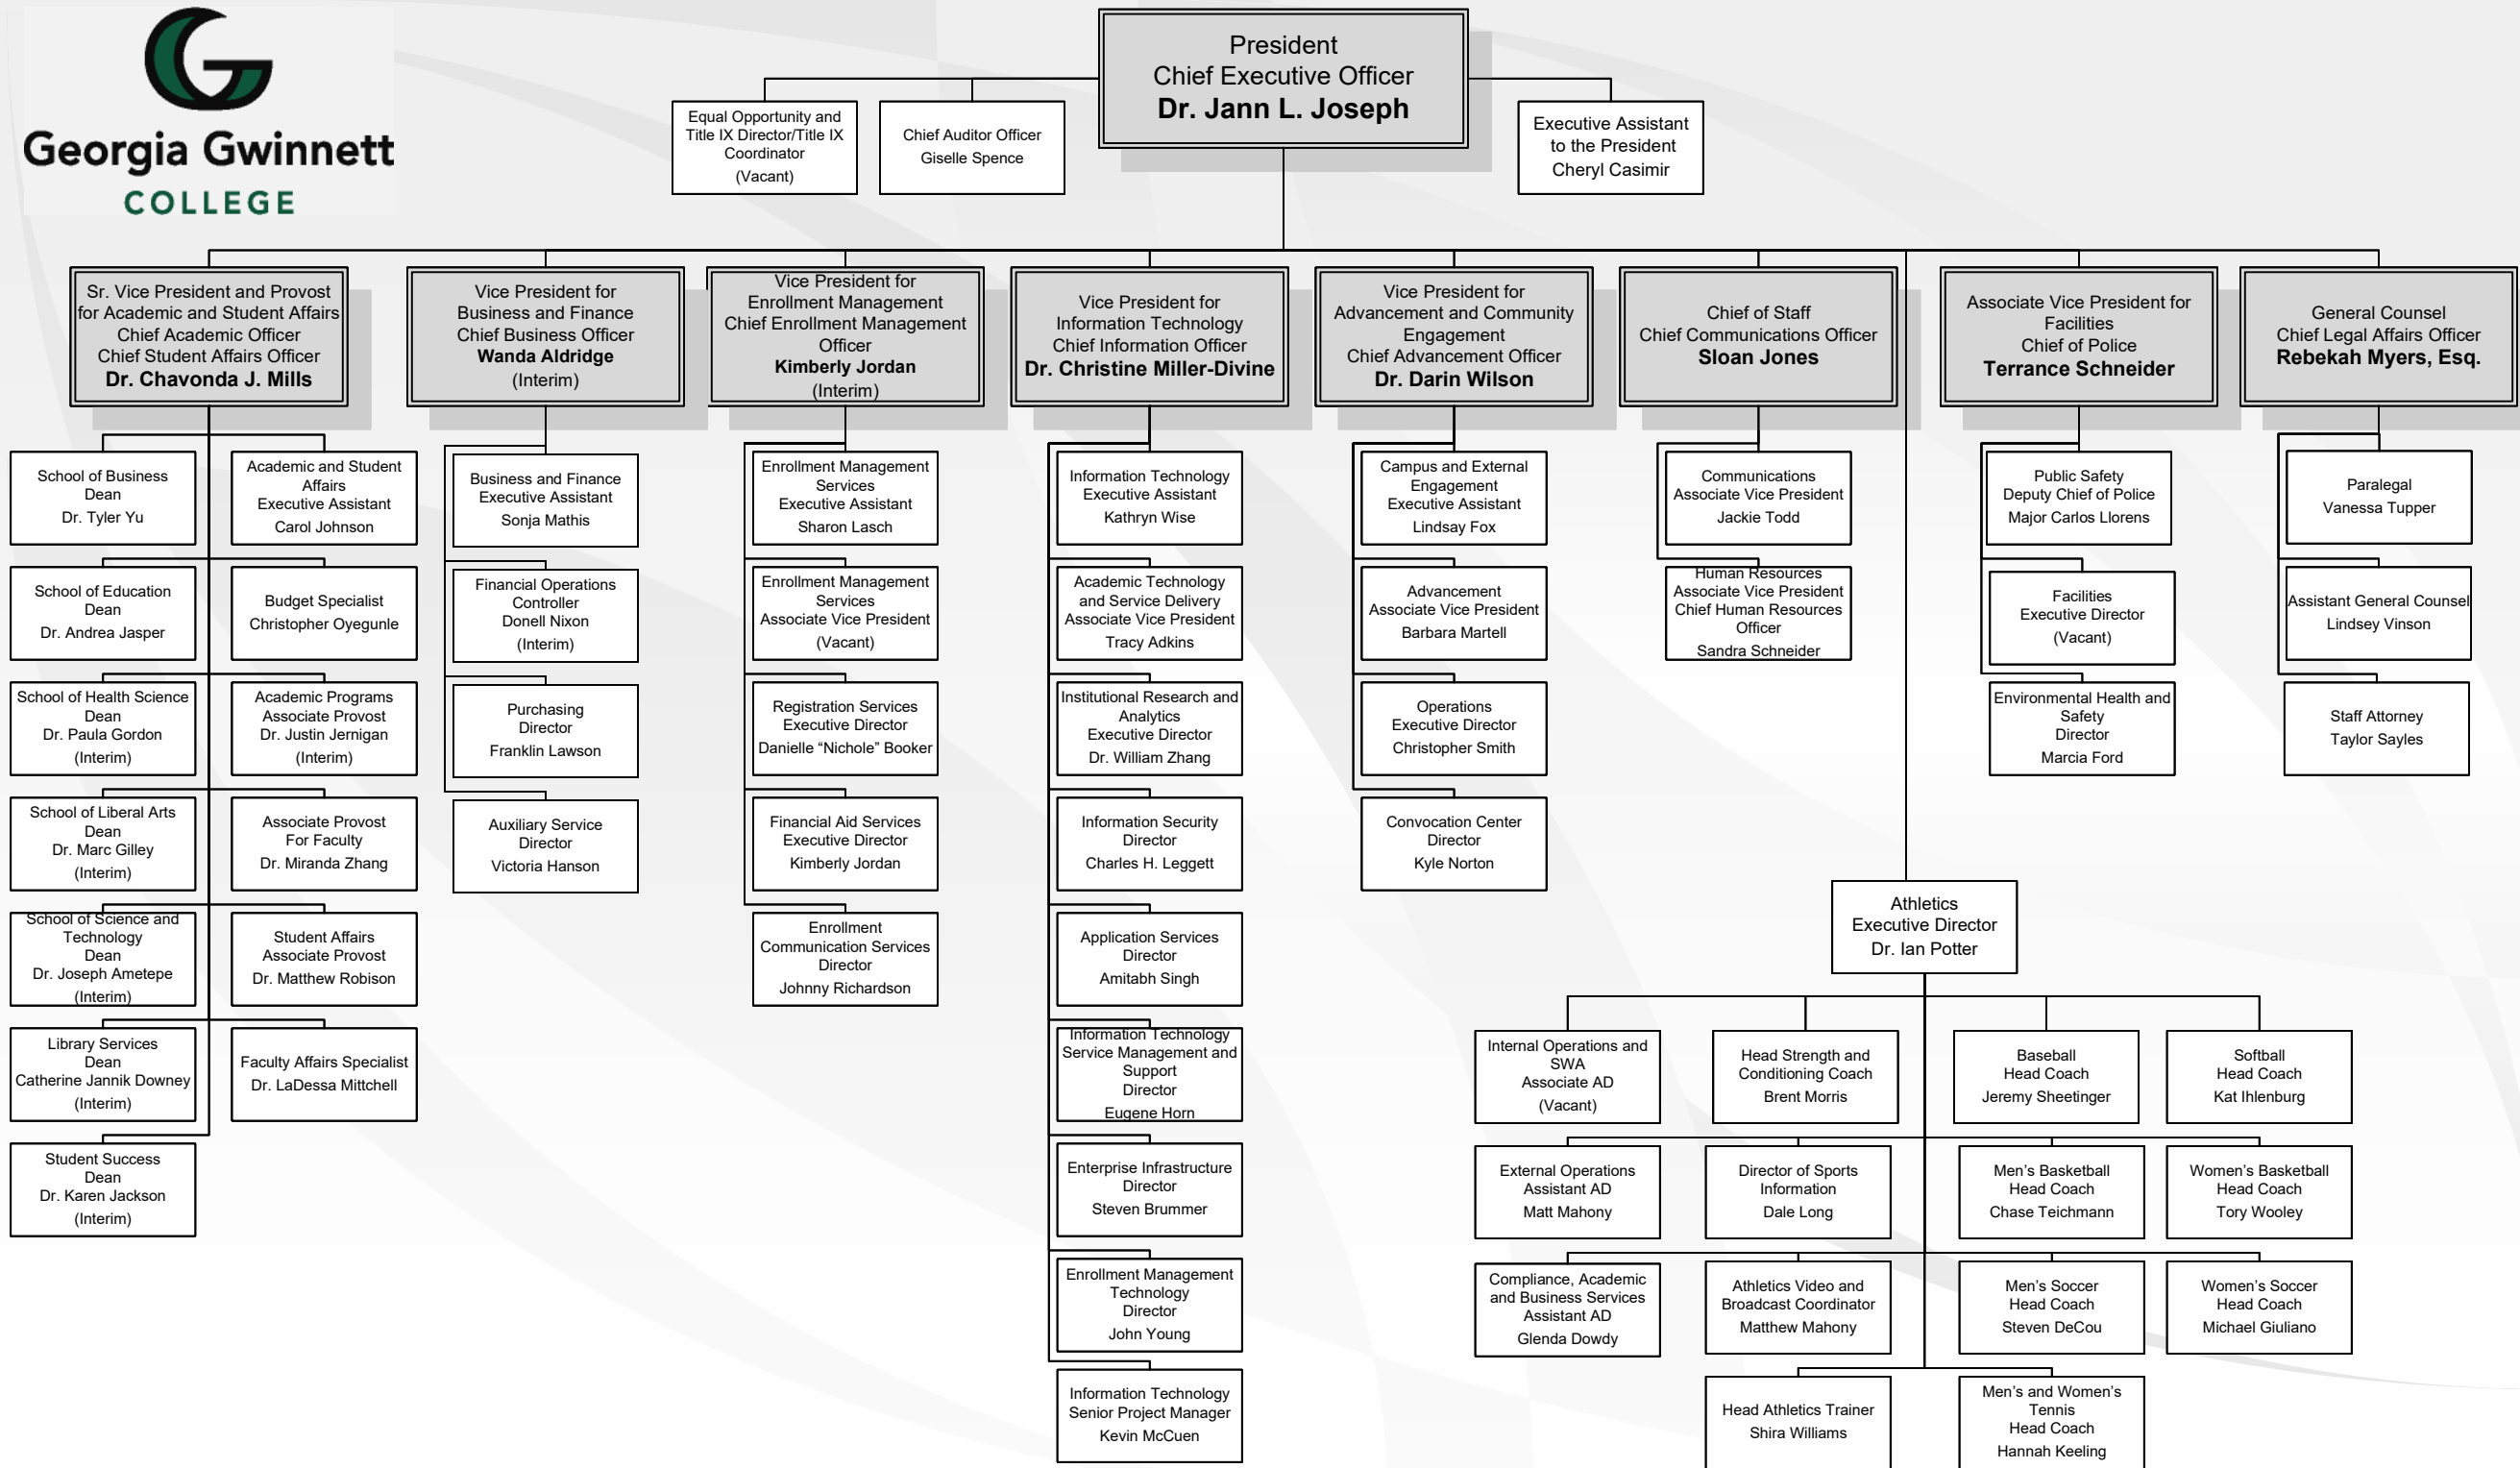 Georgia Gwinnett
COLLEGE
President
Chief Executive Officer
Dr. Jann L. Joseph
Equal Opportunity and
Title IX Director/Title IX
Coordinator
(Vacant)
Chief Auditor Officer
Giselle Spence
Executive Assistant
to the President
Cheryl Casimir
Sr. Vice President and Provost
for Academic and Student Affairs
Chief Academic Officer
Chief Student Affairs Officer
Dr. Chavonda J. Mills
Vice President for
Business and Finance
Chief Business Officer
Wanda Aldridge
(Interim)
Vice President for
Enrollment Management
Chief Enrollment Management
Officer
Kimberly Jordan
(Interim)
Vice President for
Information Technology
Chief Information Officer
Dr. Christine Miller-Divine
Vice President for
Advancement and Community
Engagement
Chief Advancement Officer
Dr. Darin Wilson
Chief of Staff
Chief Communications Officer
Sloan Jones
Associate Vice President for
Facilities
Chief of Police
Terrance Schneider
General Counsel
Chief Legal Affairs Officer
Rebekah Myers, Esq.
School of Business
Dean
Dr. Tyler Yu
School of Education
Dean
Dr. Andrea Jasper
School of Health Science
Dean
Dr. Paula Gordon
(Interim)
School of Liberal Arts
Dean
Dr. Marc Gilley
(Interim)
School of Science and
Technology
Dean
Dr. Joseph Ametepe
(Interim)
Library Services
Dean
Catherine Jannik Downey
(Interim)
Student Success
Dean
Dr. Karen Jackson
(Interim)
Academic and Student
Affairs
Executive Assistant
Carol Johnson
Budget Specialist
Christopher Oyegunle
Academic Programs
Associate Provost
Dr. Justin Jernigan
(Interim)
Associate Provost
For Faculty
Dr. Miranda Zhang
Student Affairs
Associate Provost
Dr. Matthew Robison
Faculty Affairs Specialist
Dr. LaDessa Mittchell
Business and Finance
Executive Assistant
Sonja Mathis
Financial Operations
Controller
Donell Nixon
(Interim)
Purchasing
Director
Franklin Lawson
Auxiliary Service
Director
Victoria Hanson
Enrollment Management
Services
Executive Assistant
Sharon Lasch
Enrollment Management
Services
Associate Vice President
(Vacant)
Registration Services
Executive Director
Danielle “Nichole” Booker
Financial Aid Services
Executive Director
Kimberly Jordan
Enrollment
Communication Services
Director
Johnny Richardson
Information Technology
Executive Assistant
Kathryn Wise
Academic Technology
and Service Delivery
Associate Vice President
Tracy Adkins
Institutional Research and
Analytics
Executive Director
Dr. William Zhang
Information Security
Director
Charles H. Leggett
Application Services
Director
Amitabh Singh
Information Technology
Service Management and
Support
Director
Eugene Horn
Enterprise Infrastructure
Director
Steven Brummer
Enrollment Management
Technology
Director
John Young
Information Technology
Senior Project Manager
Kevin McCuen
Campus and External
Engagement
Executive Assistant
Lindsay Fox
Advancement
Associate Vice President
Barbara Martell
Operations
Executive Director
Christopher Smith
Convocation Center
Director
Kyle Norton
Communications
Associate Vice President
Jackie Todd
Human Resources
Associate Vice President
Chief Human Resources
Officer
Sandra Schneider
Public Safety
Deputy Chief of Police
Major Carlos Llorens
Facilities
Executive Director
(Vacant)
Environmental Health and
Safety
Director
Marcia Ford
Paralegal
Vanessa Tupper
Assistant General Counsel
Lindsey Vinson
Staff Attorney
Taylor Sayles
Athletics
Executive Director
Dr. Ian Potter
Internal Operations and
SWA
Associate AD
(Vacant)
Head Strength and
Conditioning Coach
Brent Morris
Baseball
Head Coach
Jeremy Sheetinger
Softball
Head Coach
Kat Ihlenburg
External Operations
Assistant AD
Matt Mahony
Director of Sports
Information
Dale Long
Men’s Basketball
Head Coach
Chase Teichmann
Women’s Basketball
Head Coach
Tory Wooley
Compliance, Academic
and Business Services
Assistant AD
Glenda Dowdy
Athletics Video and
Broadcast Coordinator
Matthew Mahony
Men’s Soccer
Head Coach
Steven DeCou
Women’s Soccer
Head Coach
Michael Giuliano
Head Athletics Trainer
Shira Williams
Men’s and Women’s
Tennis
Head Coach
Hannah Keeling